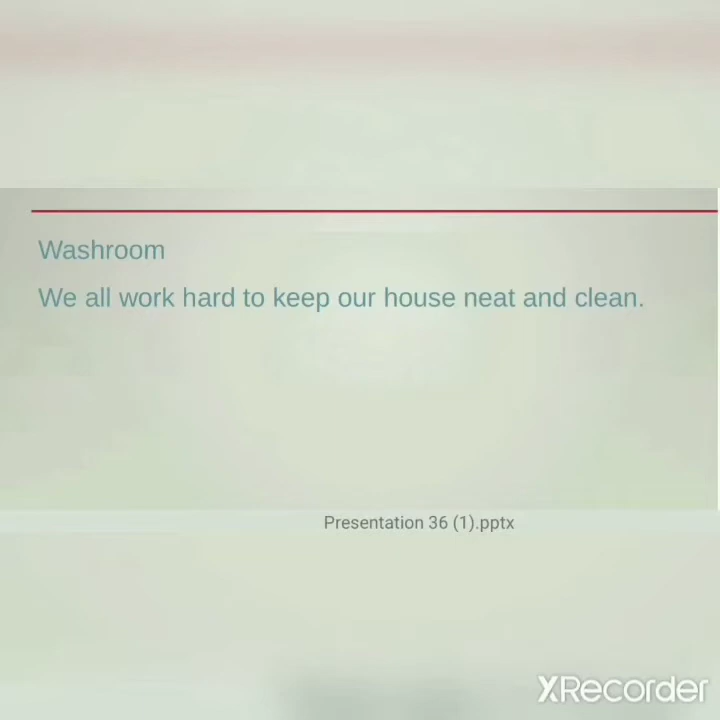 Washroom
We all work hard to keep our house neat and clean.
Presentation 36 (1).pptx
XRecorder